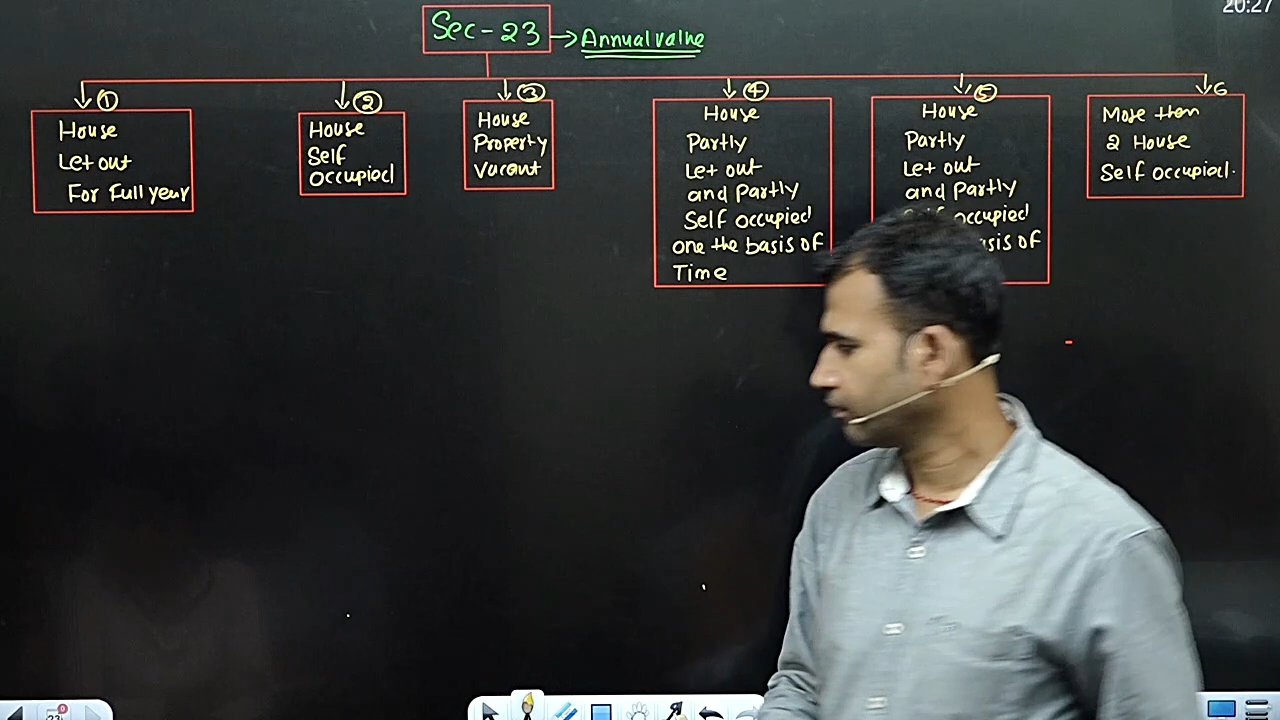 20:27
Sec-23 → Annual value
①
House
Let out
For Full year
②
House
Self
occupied
③
House
Property
Vacant
④
House
Partly
Let out
and Partly
Self occupied
one the basis of
Time
⑤
House
Partly
Let out
and Partly
occupied
basis of
6
More then
2 House
Self occupied.